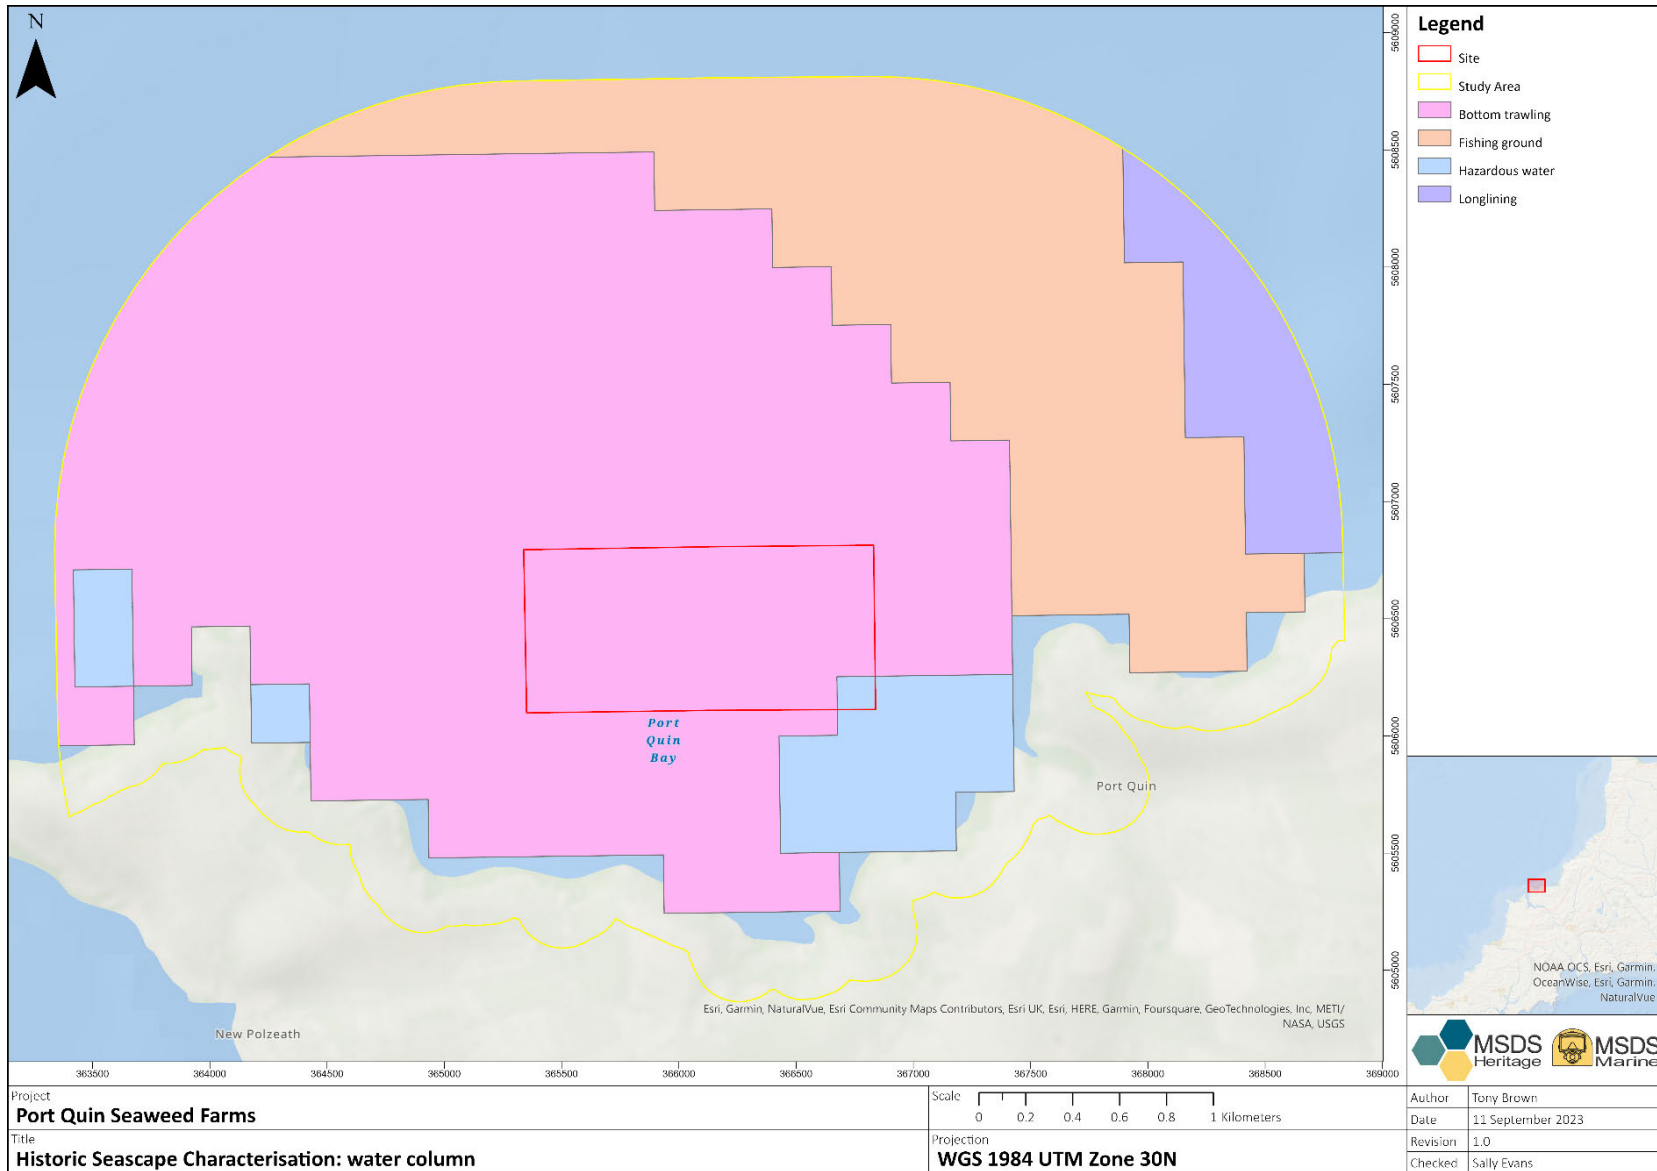 N
Port
Quin
Bay
Port Quin
New Polzeath
Esri, Garmin, NaturalVue, Esri Community Maps Contributors, Esri UK, Esri, HERE, Garmin, Foursquare, GeoTechnologies, Inc, METI/
NASA, USGS
363500 364000 364500 365000 365500 366000 366500 367000 367500 368000 368500 369000
5609000
5608500
5608000
5607500
5607000
5606500
5606000
5605500
5605000
Legend
Site
Study Area
Bottom trawling
Fishing ground
Hazardous water
Longlining
NOAA OCS, Esri, Garmin,
OceanWise, Esri, Garmin,
NaturalVue
MSDS
Heritage
MSDS
Marine
Project
Port Quin Seaweed Farms
Title
Historic Seascape Characterisation: water column
Scale
0 0.2 0.4 0.6 0.8 1 Kilometers
Projection
WGS 1984 UTM Zone 30N
Author Tony Brown
Date 11 September 2023
Revision 1.0
Checked Sally Evans